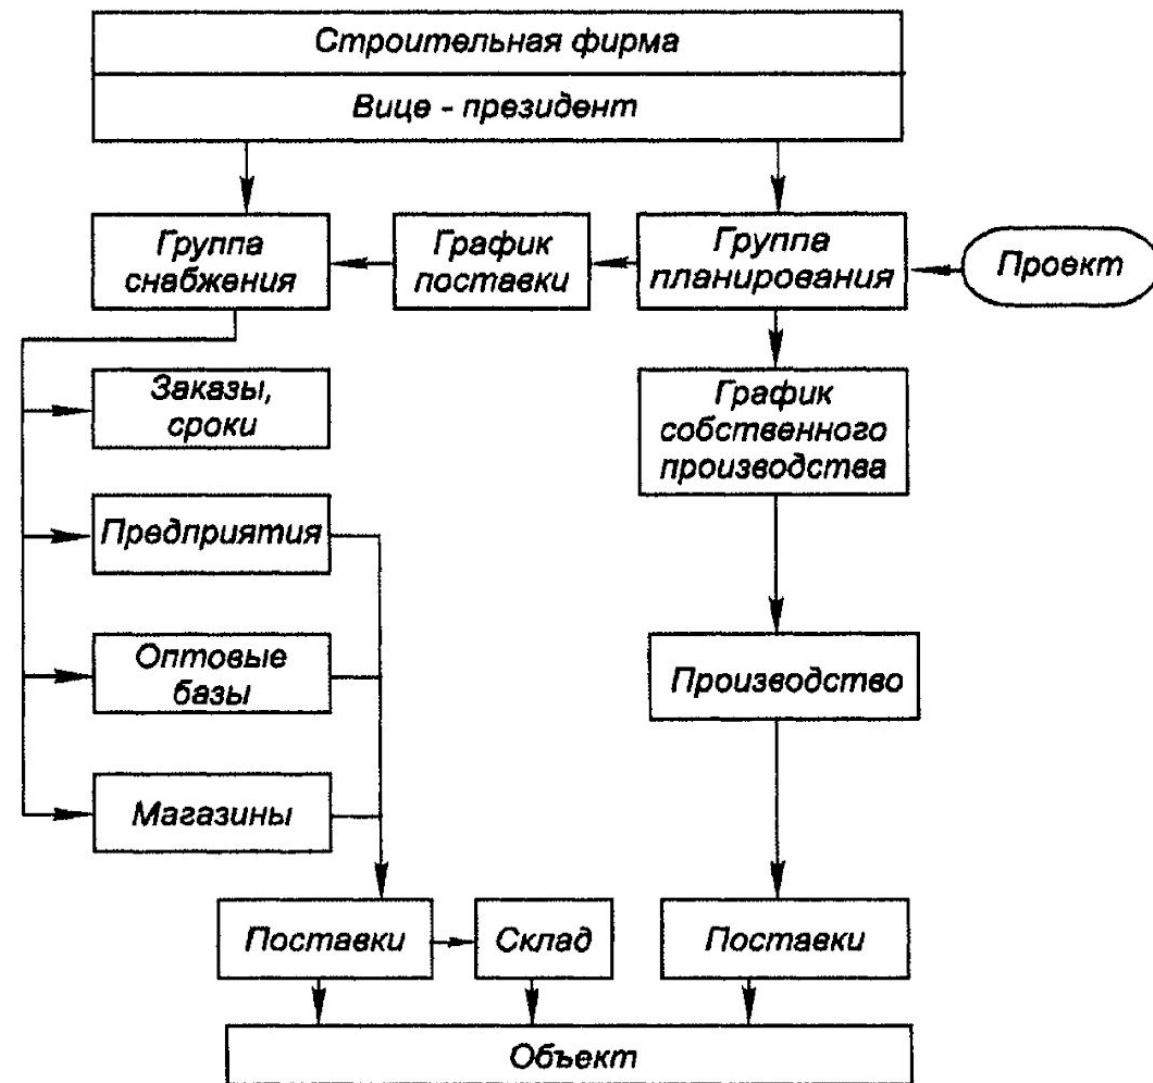 Строительная фирма
Вице - президент
Группа
снабжения
График
поставки
Группа
планирования
Проект
Заказы,
сроки
График
собственного
производства
Предприятия
Оптовые
базы
Производство
Магазины
Поставки
Склад
Поставки
Объект